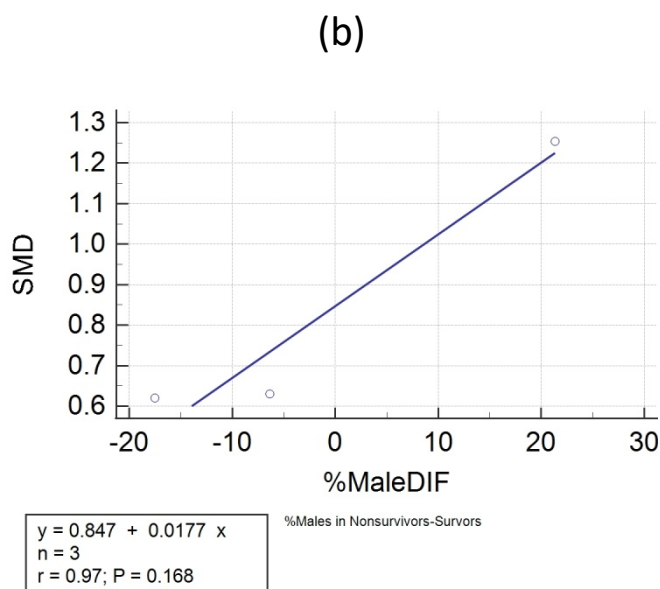 (b)
1.3
1.2
1.1
1.0
0.9
0.8
0.7
0.6
SMD
-20 -10 0 10 20 30
%MaleDIF
%Males in Nonsurvivors-Survors
y = 0.847 + 0.0177 x
n = 3
r = 0.97; P = 0.168